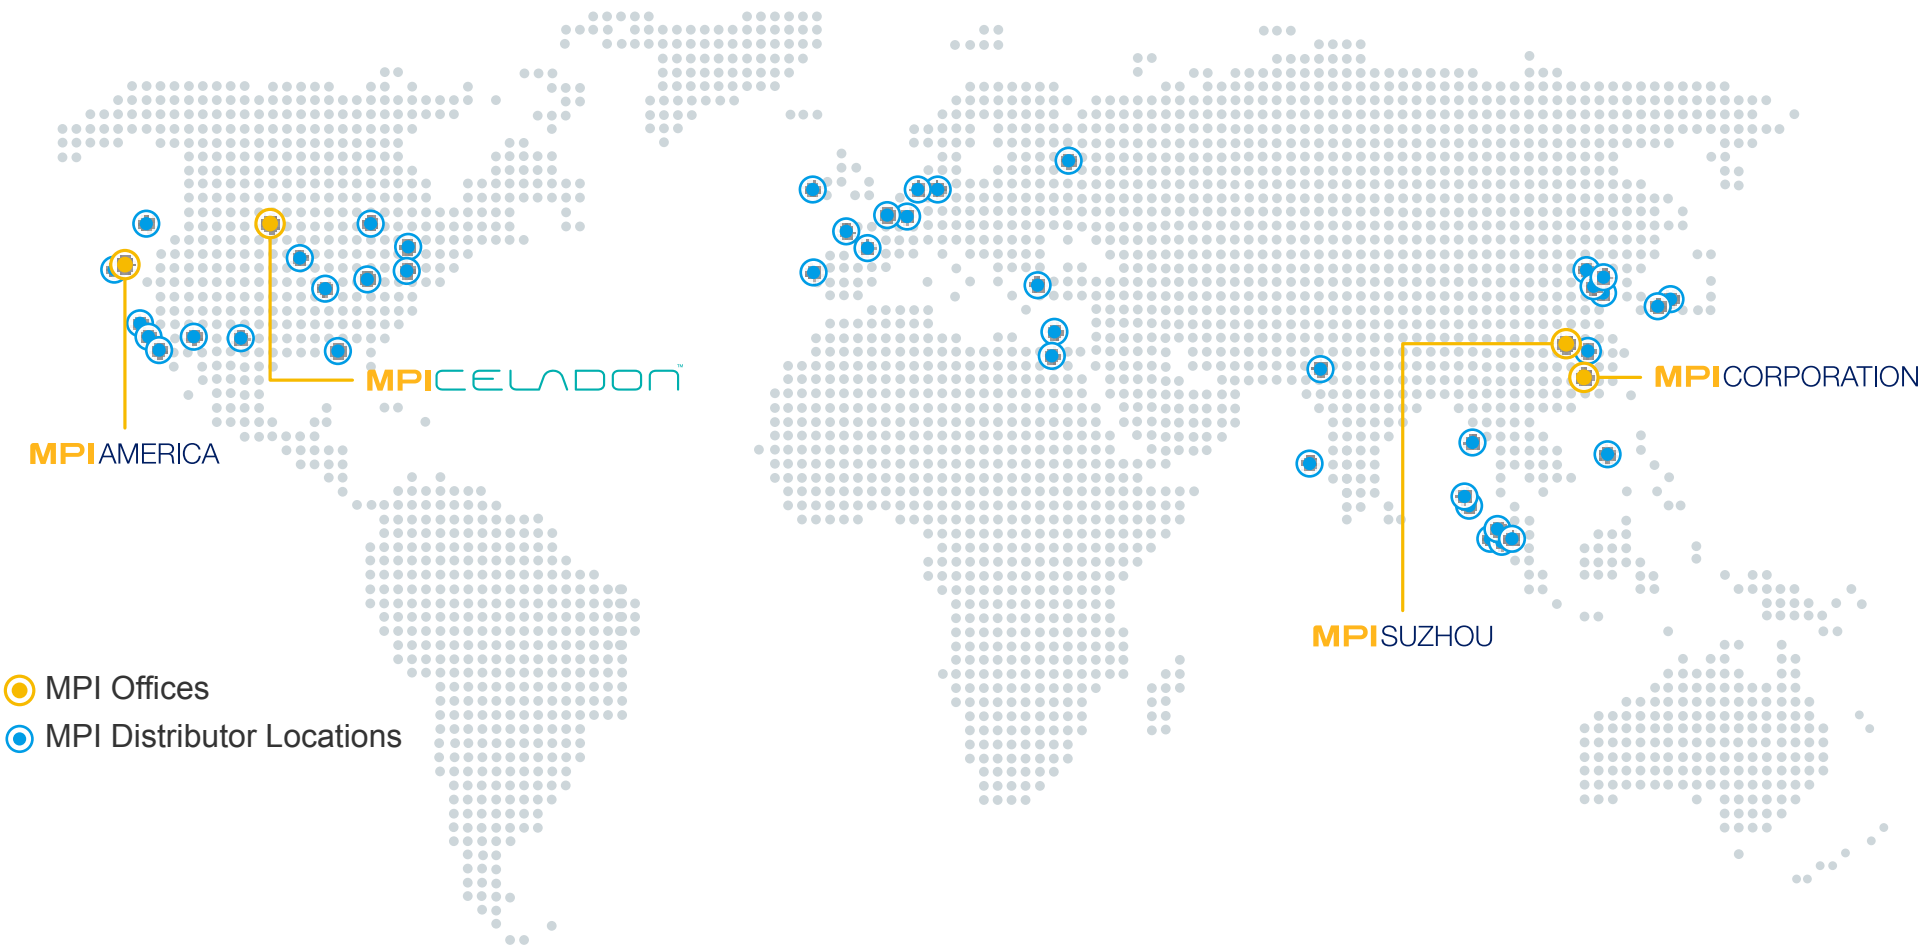 MPICELADON™
MPICORPORATION
MPIAMERICA
MPISUZHOU
MPI Offices
MPI Distributor Locations